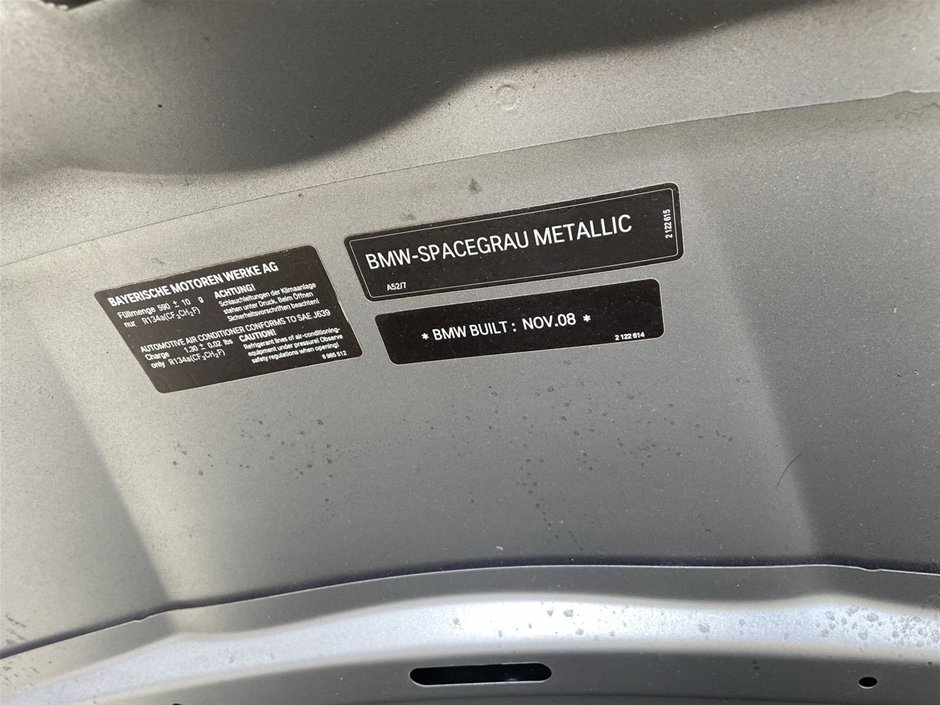 BAYERISCHE MOTOREN WERKE AG
Füllmenge 590 ± 10 g
nur R134a(CF₃CH₂F)
ACHTUNG!
Schlauchleitungen der Klimaanlage
stehen unter Druck. Beim Öffnen
Sicherheitsvorschriften beachten!
AUTOMOTIVE AIR CONDITIONER CONFORMS TO SAE J639
Charge 1.30 ± 0.02 lbs
only R134a(CF₃CH₂F)
CAUTION!
Refrigerant lines of air-conditioning-
equipment under pressure! Observe
safety regulations when opening!
6 985 912
BMW-SPACEGRAU METALLIC
A52/7
2 122 615
* BMW BUILT : NOV.08 *
2 122 614